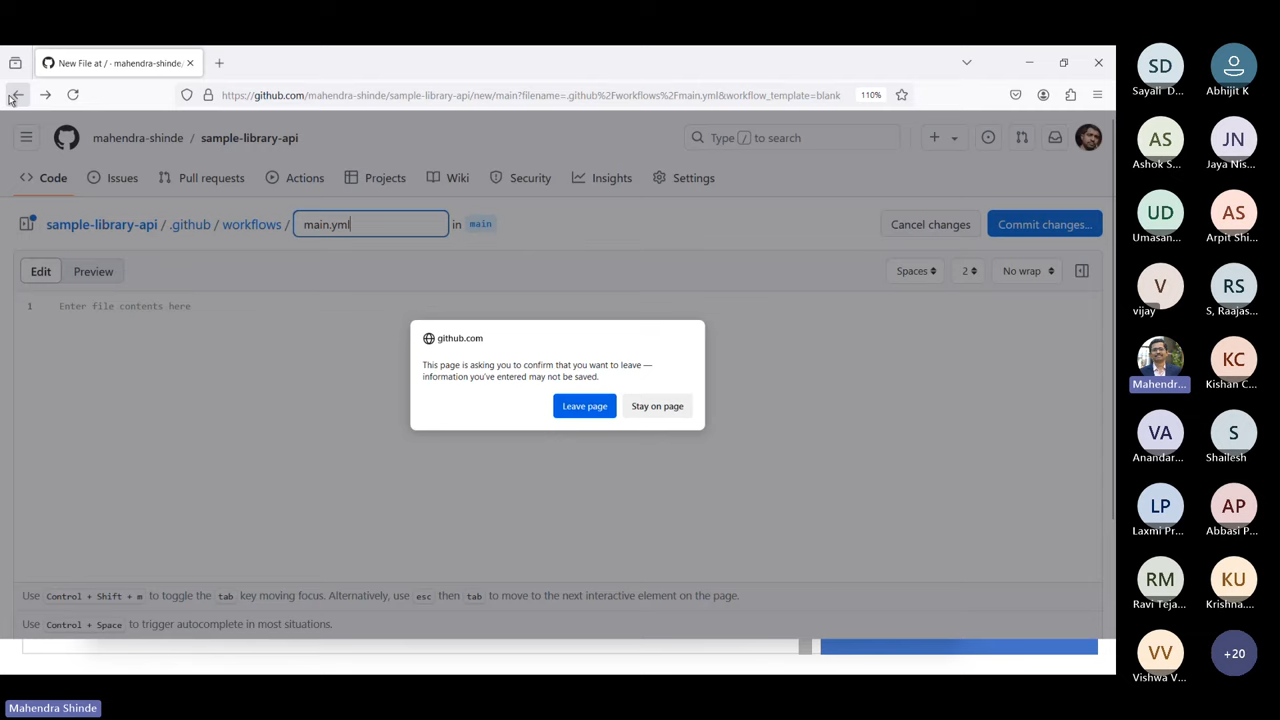 New File at / · mahendra-shinde/
https://github.com/mahendra-shinde/sample-library-api/new/main?filename=.github%2Fworkflows%2Fmain.yml&workflow_template=blank
110%
mahendra-shinde / sample-library-api
Type / to search
Code
Issues
Pull requests
Actions
Projects
Wiki
Security
Insights
Settings
sample-library-api / .github / workflows / main.yml in main
Cancel changes
Commit changes...
Edit
Preview
Spaces
2
No wrap
1 Enter file contents here
github.com
This page is asking you to confirm that you want to leave —
information you've entered may not be saved.
Leave page
Stay on page
Use Control + Shift + m to toggle the tab key moving focus. Alternatively, use esc then tab to move to the next interactive element on the page.
Use Control + Space to trigger autocomplete in most situations.
SD
Sayali D...
Abhijit K
AS
Ashok S...
JN
Jaya Nis...
UD
Umasan...
AS
Arpit Shi...
V
vijay
RS
S, Raajas...
Mahendr...
KC
Kishan C...
VA
Anandar...
S
Shailesh
LP
Laxmi Pr...
AP
Abbasi P...
RM
Ravi Teja...
KU
Krishna...
VV
Vishwa V...
+20
Mahendra Shinde